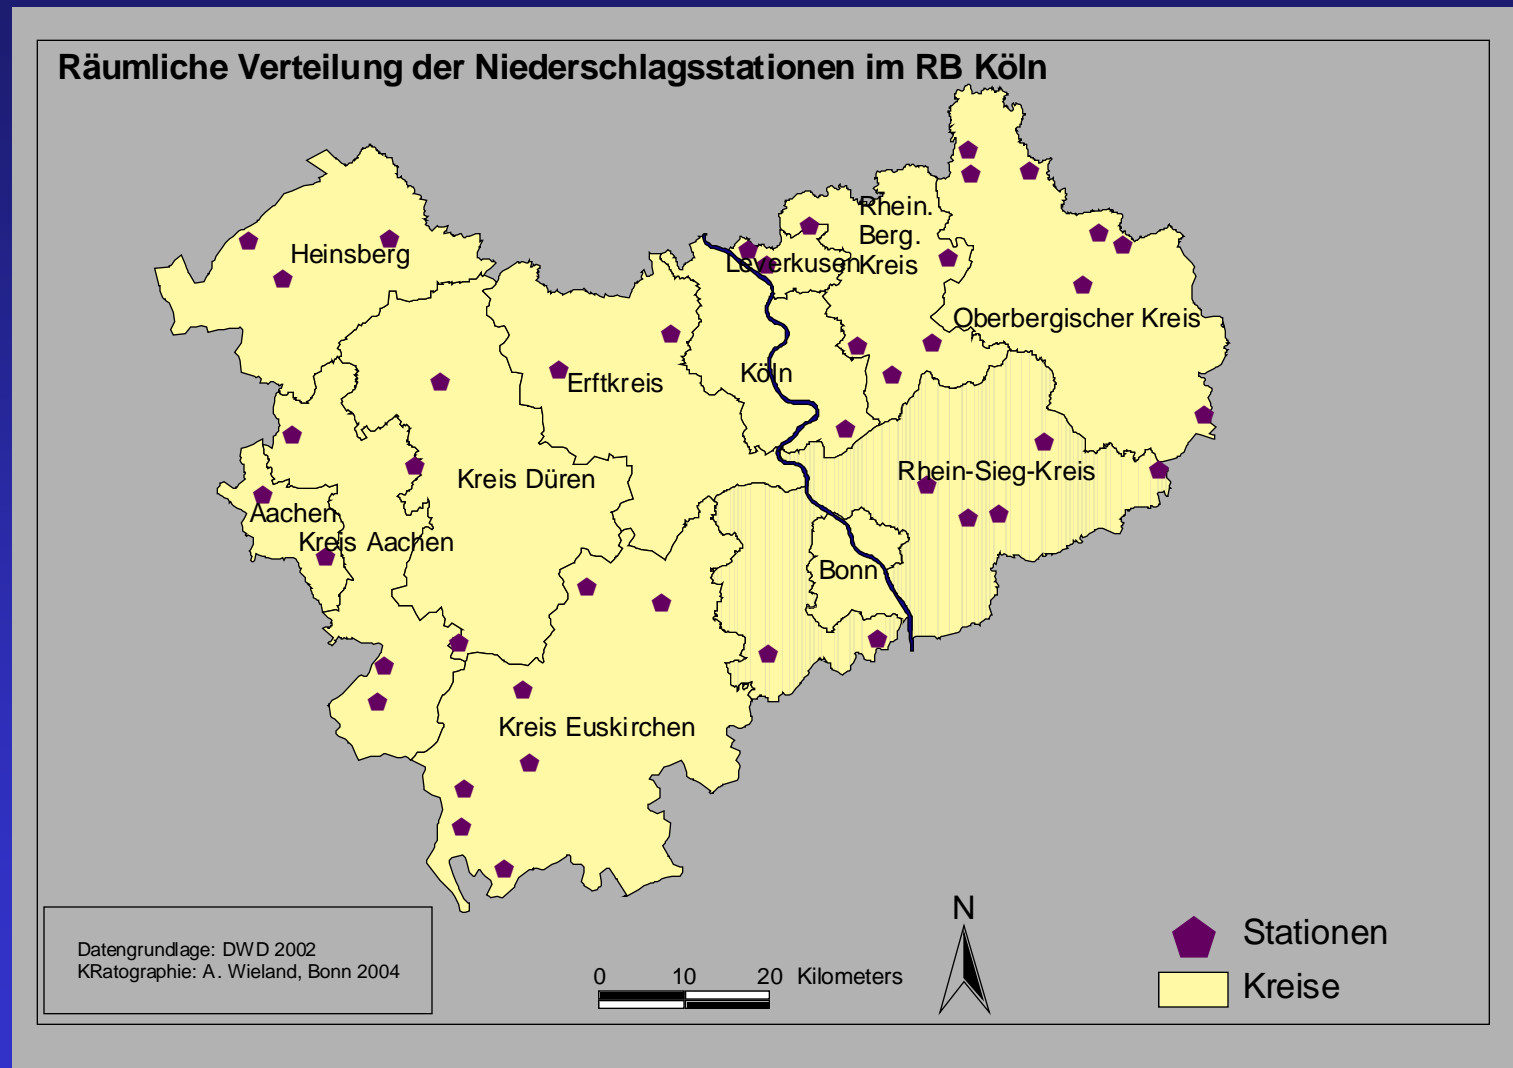 Räumliche Verteilung der Niederschlagsstationen im RB Köln
Rhein.
Berg.
Kreis
Heinsberg
Leverkusen
Oberbergischer Kreis
Köln
Erftkreis
Rhein-Sieg-Kreis
Kreis Düren
Aachen
Kreis Aachen
Bonn
Kreis Euskirchen
Datengrundlage: DWD 2002
KRatographie: A. Wieland, Bonn 2004
0 10 20 Kilometers
N
Stationen
Kreise